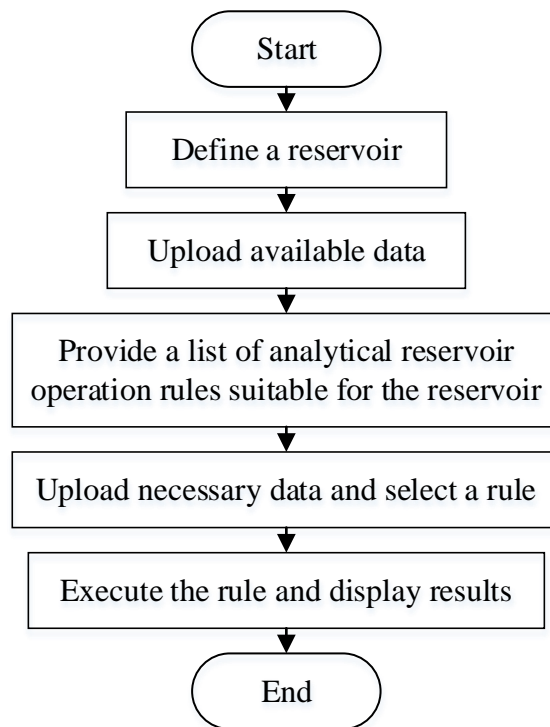 Start
Define a reservoir
Upload available data
Provide a list of analytical reservoir
operation rules suitable for the reservoir
Upload necessary data and select a rule
Execute the rule and display results
End